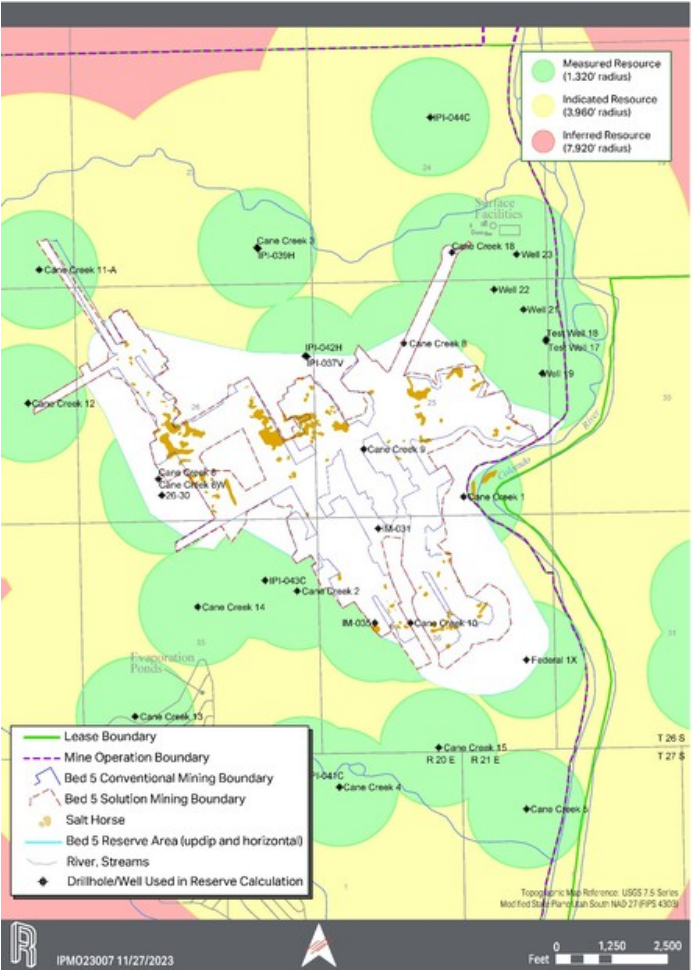 Measured Resource
(1,320' radius)
Indicated Resource
(3,960' radius)
Inferred Resource
(7,920' radius)
IPI-044C
24
Surface
Facilities
Cane Creek 3
IPI-039H
Cane Creek 18
Well 23
Cane Creek 11-A
Well 22
Well 21
Test Well 18
Test Well 17
IPI-042H
IPI-037V
Cane Creek 8
Well 19
Cane Creek 12
26
25
30
River
Colorado
Cane Creek 9
Cane Creek 6
Cane Creek 6W
26-30
Cane Creek 1
IM-031
IPI-043C
Cane Creek 2
Cane Creek 14
IM-035
Cane Creek 10
35
36
31
Evaporation
Ponds
Federal 1X
Cane Creek 13
Cane Creek 15
R 20 E R 21 E
T 26 S
T 27 S
IPI-041C
Cane Creek 4
Cane Creek 5
1
Lease Boundary
Mine Operation Boundary
Bed 5 Conventional Mining Boundary
Bed 5 Solution Mining Boundary
Salt Horse
Bed 5 Reserve Area (updip and horizontal)
River, Streams
Drillhole/Well Used in Reserve Calculation
Topographic Map Reference: USGS 7.5 Series
Modified State Plane Utah South NAD 27 (FIPS 4303)
IPMO23007 11/27/2023
0 1,250 2,500
Feet